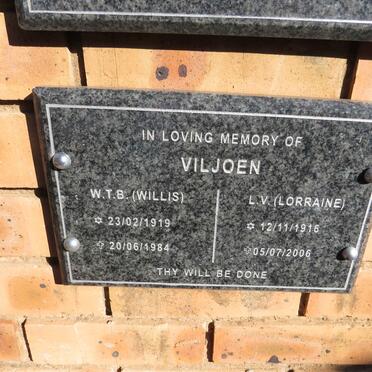 IN LOVING MEMORY OF
VILJOEN
W.T.B. (WILLIS)
✡ 23/02/1919
✞ 20/06/1984
L.V. (LORRAINE)
✡ 12/11/1916
✞ 05/07/2006
THY WILL BE DONE